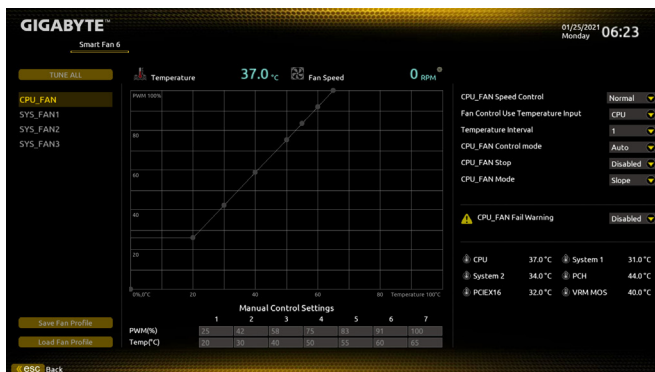 GIGABYTE™
01/25/2021 Monday 06:23
Smart Fan 6
TUNE ALL
Temperature 37.0 °C Fan Speed 0 RPM
CPU_FAN
SYS_FAN1
SYS_FAN2
SYS_FAN3
PWM 100%
80
60
40
20
0%,0°C 20 40 60 80 Temperature 100°C
CPU_FAN Speed Control Normal
Fan Control Use Temperature Input CPU
Temperature Interval 1
CPU_FAN Control mode Auto
CPU_FAN Stop Disabled
CPU_FAN Mode Slope
CPU_FAN Fail Warning Disabled
CPU 37.0°C System 1 31.0°C
System 2 34.0°C PCH 44.0°C
PCIEX16 32.0°C VRM MOS 40.0°C
Manual Control Settings
1 2 3 4 5 6 7
PWM(%) 25 42 58 75 83 91 100
Temp(°C) 20 30 40 50 55 60 65
Save Fan Profile
Load Fan Profile
esc Back